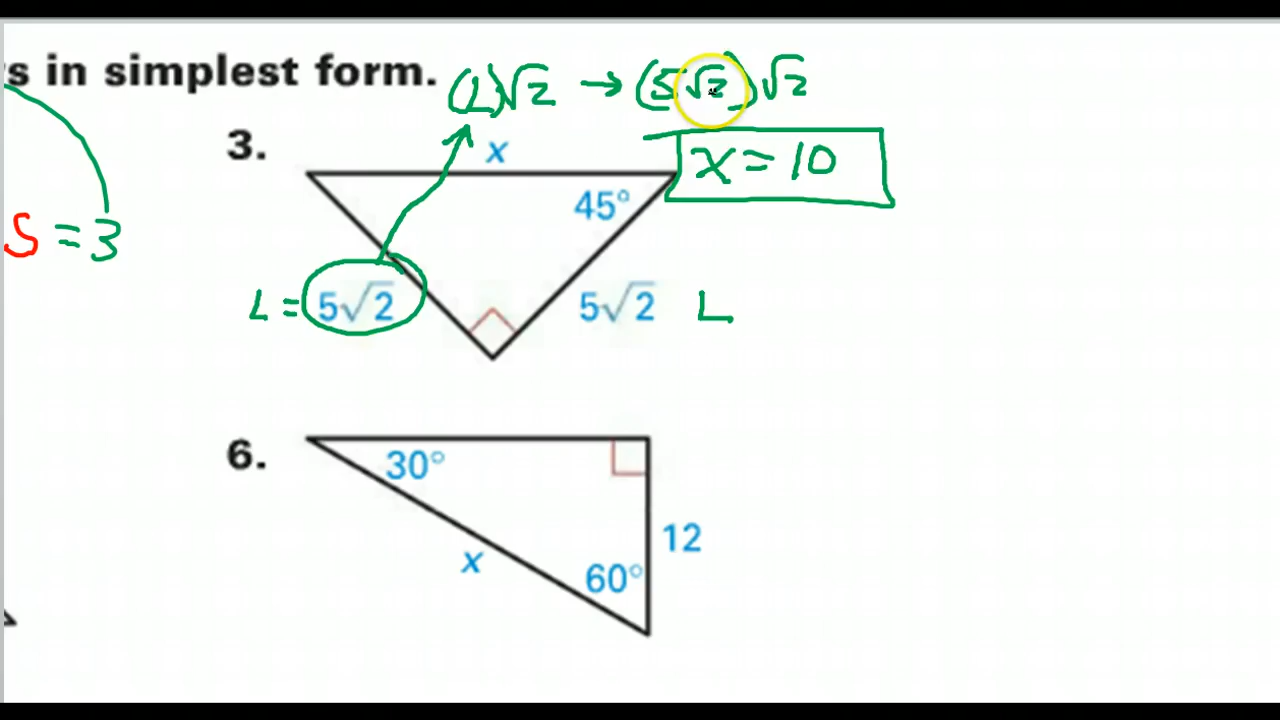 s in simplest form. (L)√2 → (5√2)√2
3. x x = 10
45°
S = 3
L = 5√2 5√2 L
6. 30°
x 12
60°